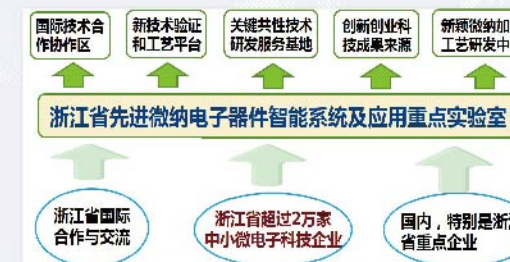 国际技术合
作协作区
新技术验证
和工艺平台
关键共性技术
研发服务基地
创新创业科
技成果来源
新颖微纳加
工艺研发中
浙江省先进微纳电子器件智能系统及应用重点实验室
浙江省国际
合作与交流
浙江省超过2万家
中小微电子科技企业
国内，特别是浙江
省重点企业